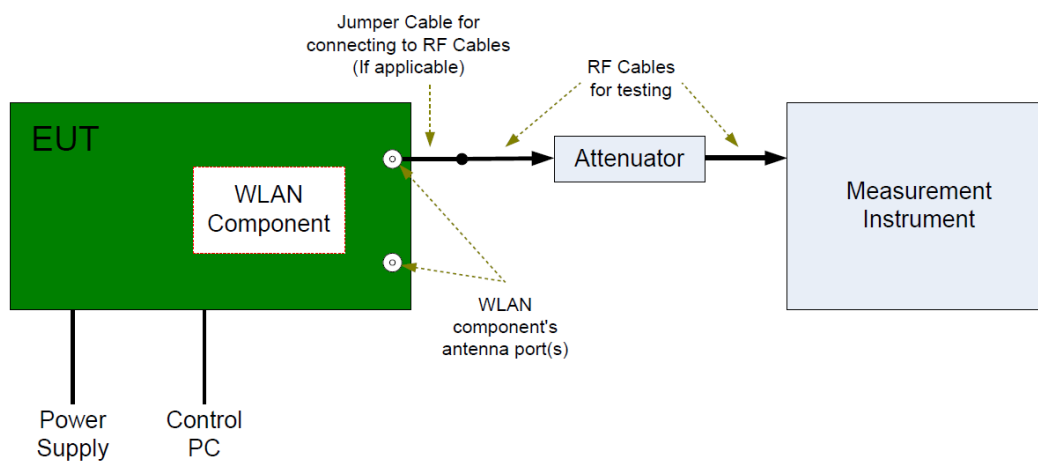 Jumper Cable for
connecting to RF Cables
(If applicable)
RF Cables
for testing
EUT
WLAN
Component
Attenuator
Measurement
Instrument
WLAN
component's
antenna port(s)
Power
Supply
Control
PC